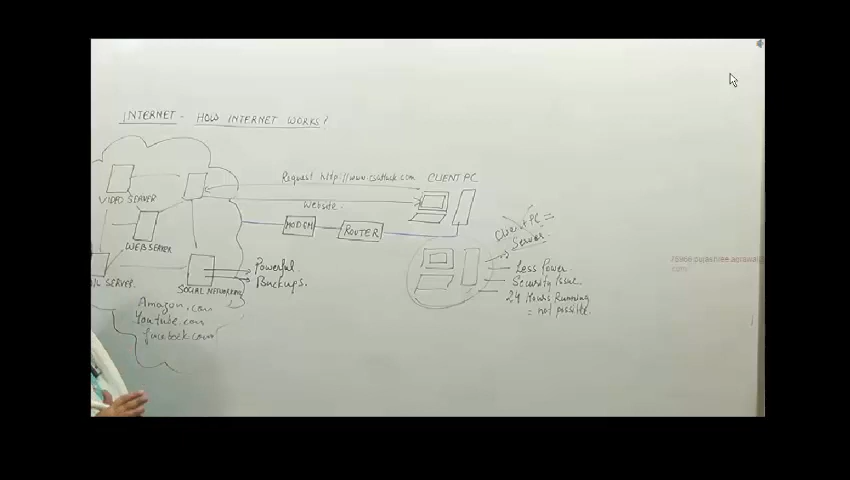 INTERNET - HOW INTERNET WORKS?
Request http://www.
CLIENT PC
VIDEO SERVER
Website
MODEM
ROUTER
WEB SERVER
Client PC =
Server
IL SERVER
SOCIAL NETWORKING
Powerful
Backups.
Less Power
Security Issue
24 Hours Running
= not possible
Amazon.com
Youtube.com
facebook.com